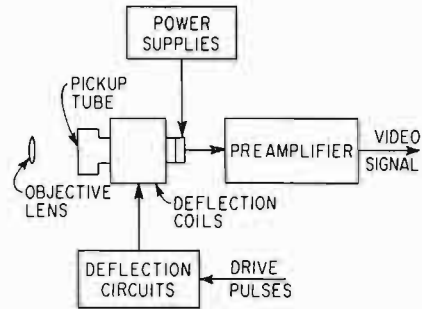 POWER
SUPPLIES
PICKUP
TUBE
PREAMPLIFIER
VIDEO
SIGNAL
OBJECTIVE
LENS
DEFLECTION
COILS
DEFLECTION
CIRCUITS
DRIVE
PULSES